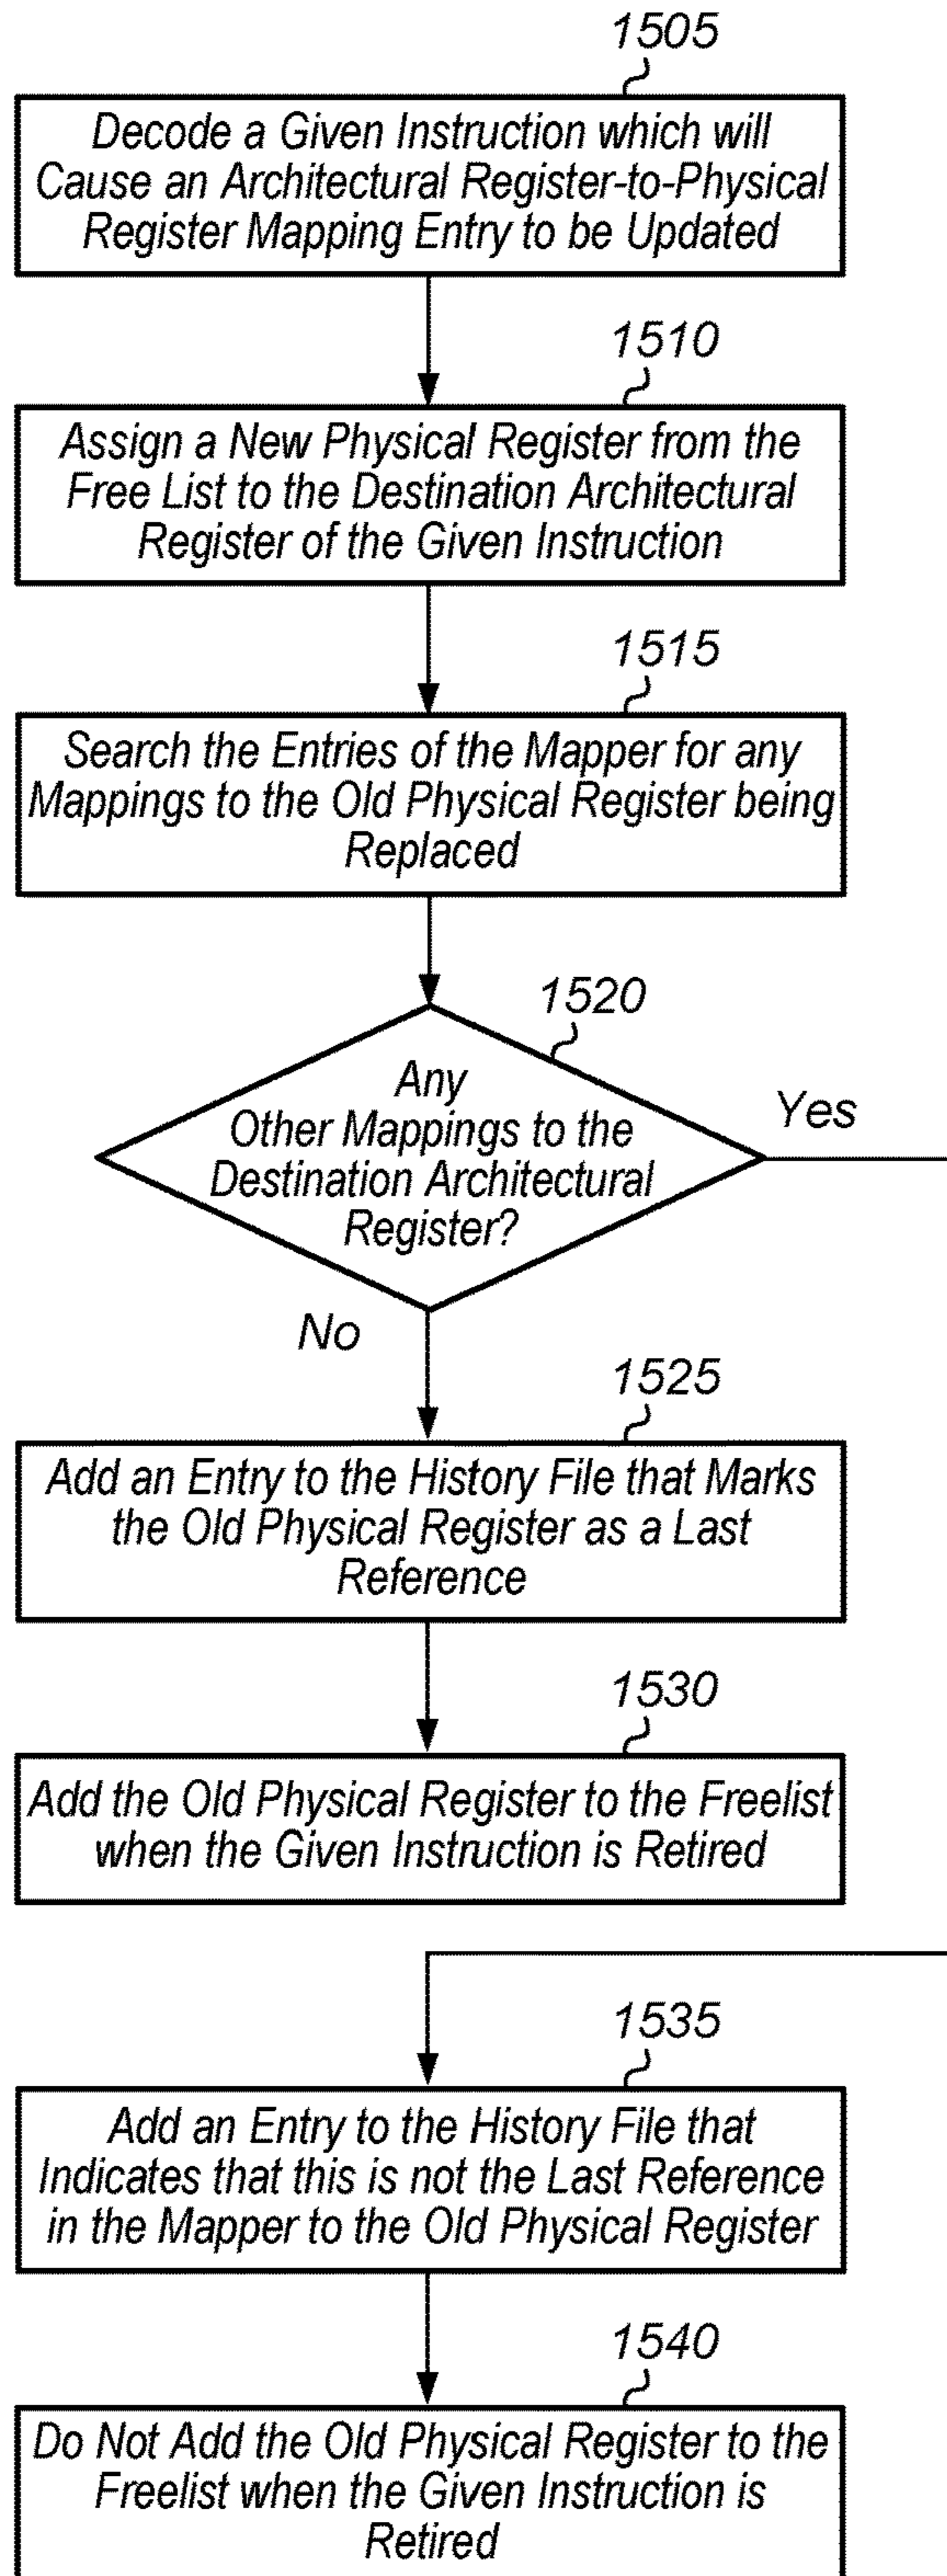 1505
Decode a Given Instruction which will
Cause an Architectural Register-to-Physical
Register Mapping Entry to be Updated
1510
Assign a New Physical Register from the
Free List to the Destination Architectural
Register of the Given Instruction
1515
Search the Entries of the Mapper for any
Mappings to the Old Physical Register being
Replaced
1520
Any
Other Mappings to the
Destination Architectural
Register?
Yes
No
1525
Add an Entry to the History File that Marks
the Old Physical Register as a Last
Reference
1530
Add the Old Physical Register to the Freelist
when the Given Instruction is Retired
1535
Add an Entry to the History File that
Indicates that this is not the Last Reference
in the Mapper to the Old Physical Register
1540
Do Not Add the Old Physical Register to the
Freelist when the Given Instruction is
Retired